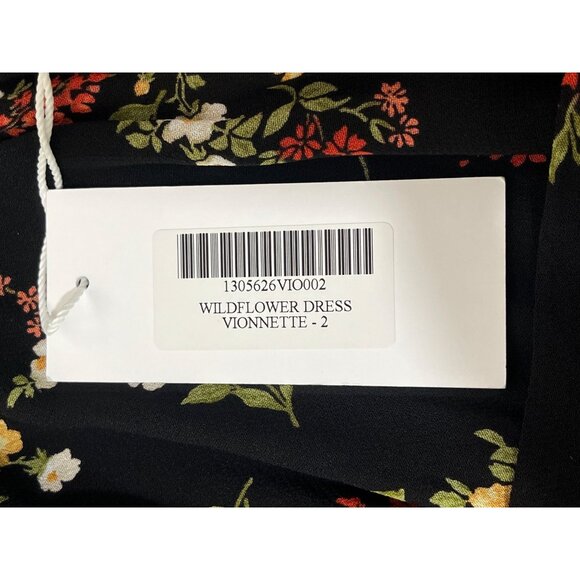 1305626VIO002
WILDFLOWER DRESS
VIONNETTE - 2